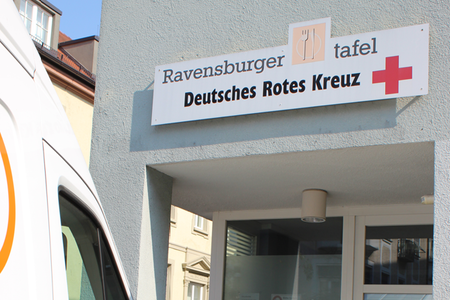 Ravensburger tafel
Deutsches Rotes Kreuz